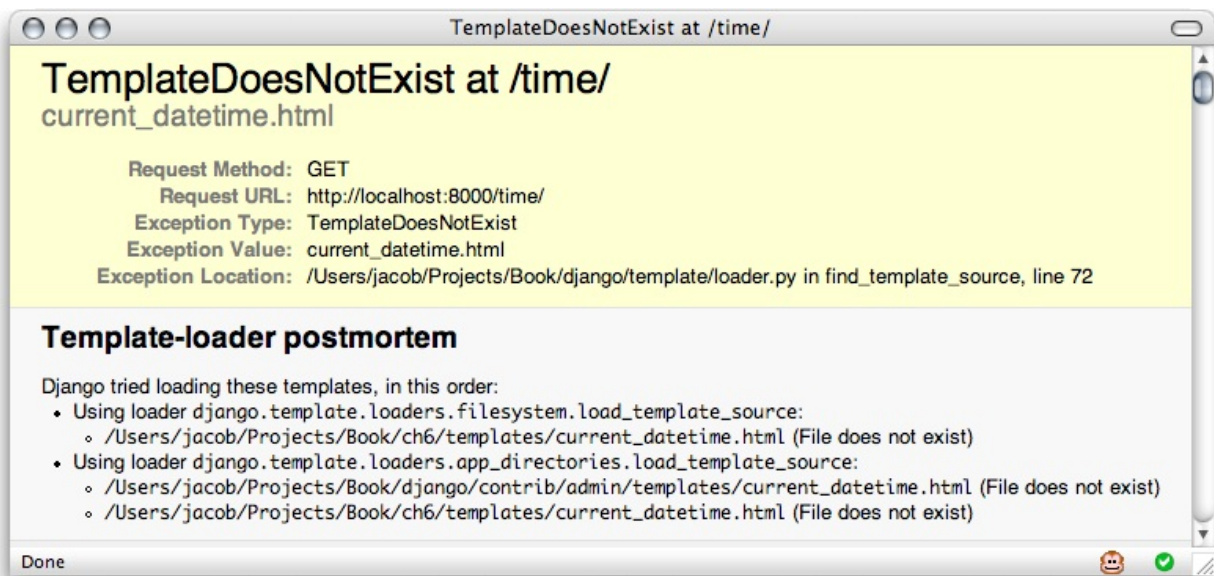 TemplateDoesNotExist at /time/
TemplateDoesNotExist at /time/
current_datetime.html
Request Method: GET
Request URL: http://localhost:8000/time/
Exception Type: TemplateDoesNotExist
Exception Value: current_datetime.html
Exception Location: /Users/jacob/Projects/Book/django/template/loader.py in find_template_source, line 72
Template-loader postmortem
Django tried loading these templates, in this order:
• Using loader django.template.loaders.filesystem.load_template_source:
◦ /Users/jacob/Projects/Book/ch6/templates/current_datetime.html (File does not exist)
• Using loader django.template.loaders.app_directories.load_template_source:
◦ /Users/jacob/Projects/Book/django/contrib/admin/templates/current_datetime.html (File does not exist)
◦ /Users/jacob/Projects/Book/ch6/templates/current_datetime.html (File does not exist)
Done